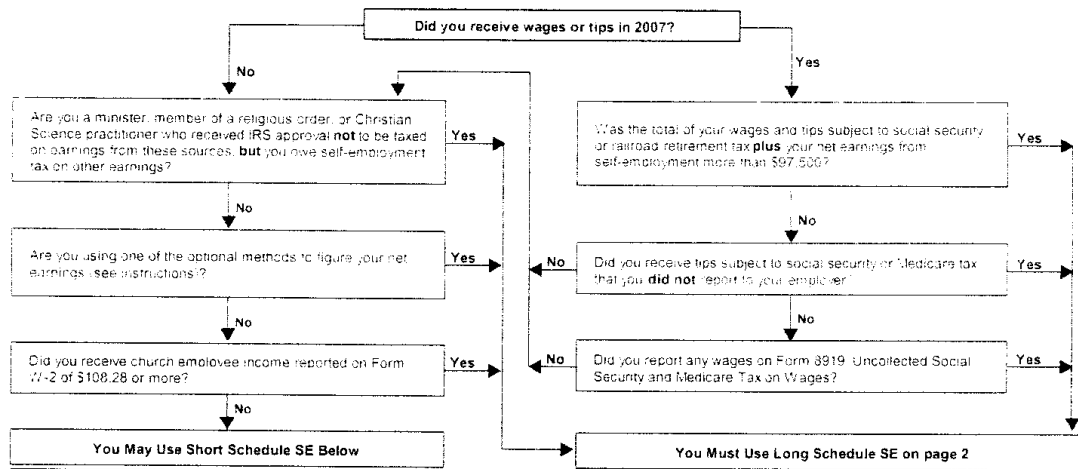 Did you receive wages or tips in 2007?
No
Yes
Are you a minister, member of a religious order, or Christian
Science practitioner who received IRS approval not to be taxed
on earnings from these sources, but you owe self-employment
tax on other earnings?
Yes
Was the total of your wages and tips subject to social security
or railroad retirement tax plus your net earnings from
self-employment more than $97,500?
Yes
No
No
Are you using one of the optional methods to figure your net
earnings (see instructions)?
Yes
No
Did you receive tips subject to social security or Medicare tax
that you did not report to your employer?
Yes
No
No
Did you receive church employee income reported on Form
W-2 of $108.28 or more?
Yes
No
Did you report any wages on Form 8919, Uncollected Social
Security and Medicare Tax on Wages?
Yes
No
You May Use Short Schedule SE Below
You Must Use Long Schedule SE on page 2